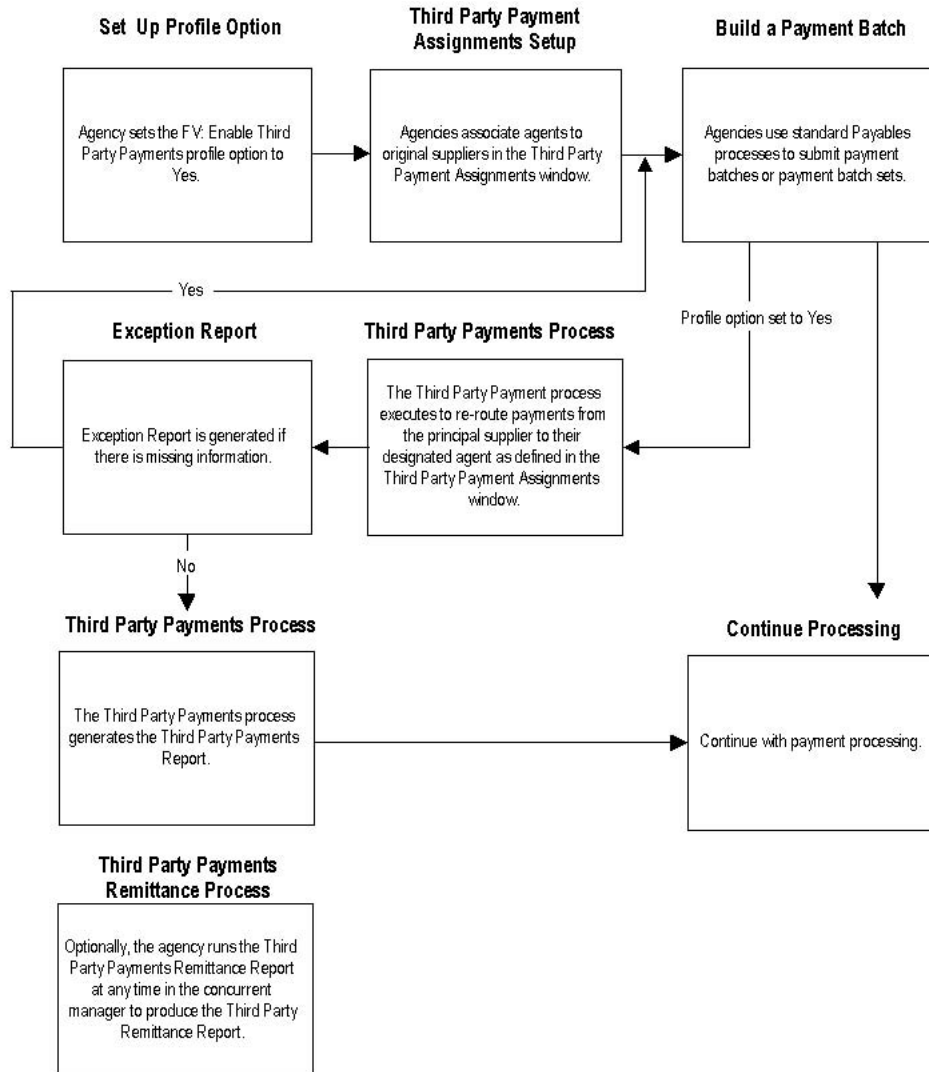 Set Up Profile Option
Third Party Payment
Assignments Setup
Build a Payment Batch
Agency sets the FV: Enable Third
Party Payments profile option to
Yes.
Agencies associate agents to
original suppliers in the Third Party
Payment Assignments window.
Agencies use standard Payables
processes to submit payment
batches or payment batch sets.
Yes
Profile option set to Yes
Exception Report
Third Party Payments Process
Exception Report is generated if
there is missing information.
The Third Party Payment process
executes to re-route payments from
the principal supplier to their
designated agent as defined in the
Third Party Payment Assignments
window.
No
Third Party Payments Process
Continue Processing
The Third Party Payments process
generates the Third Party Payments
Report.
Continue with payment processing.
Third Party Payments
Remittance Process
Optionally, the agency runs the Third
Party Payments Remittance Report
at any time in the concurrent
manager to produce the Third Party
Remittance Report.